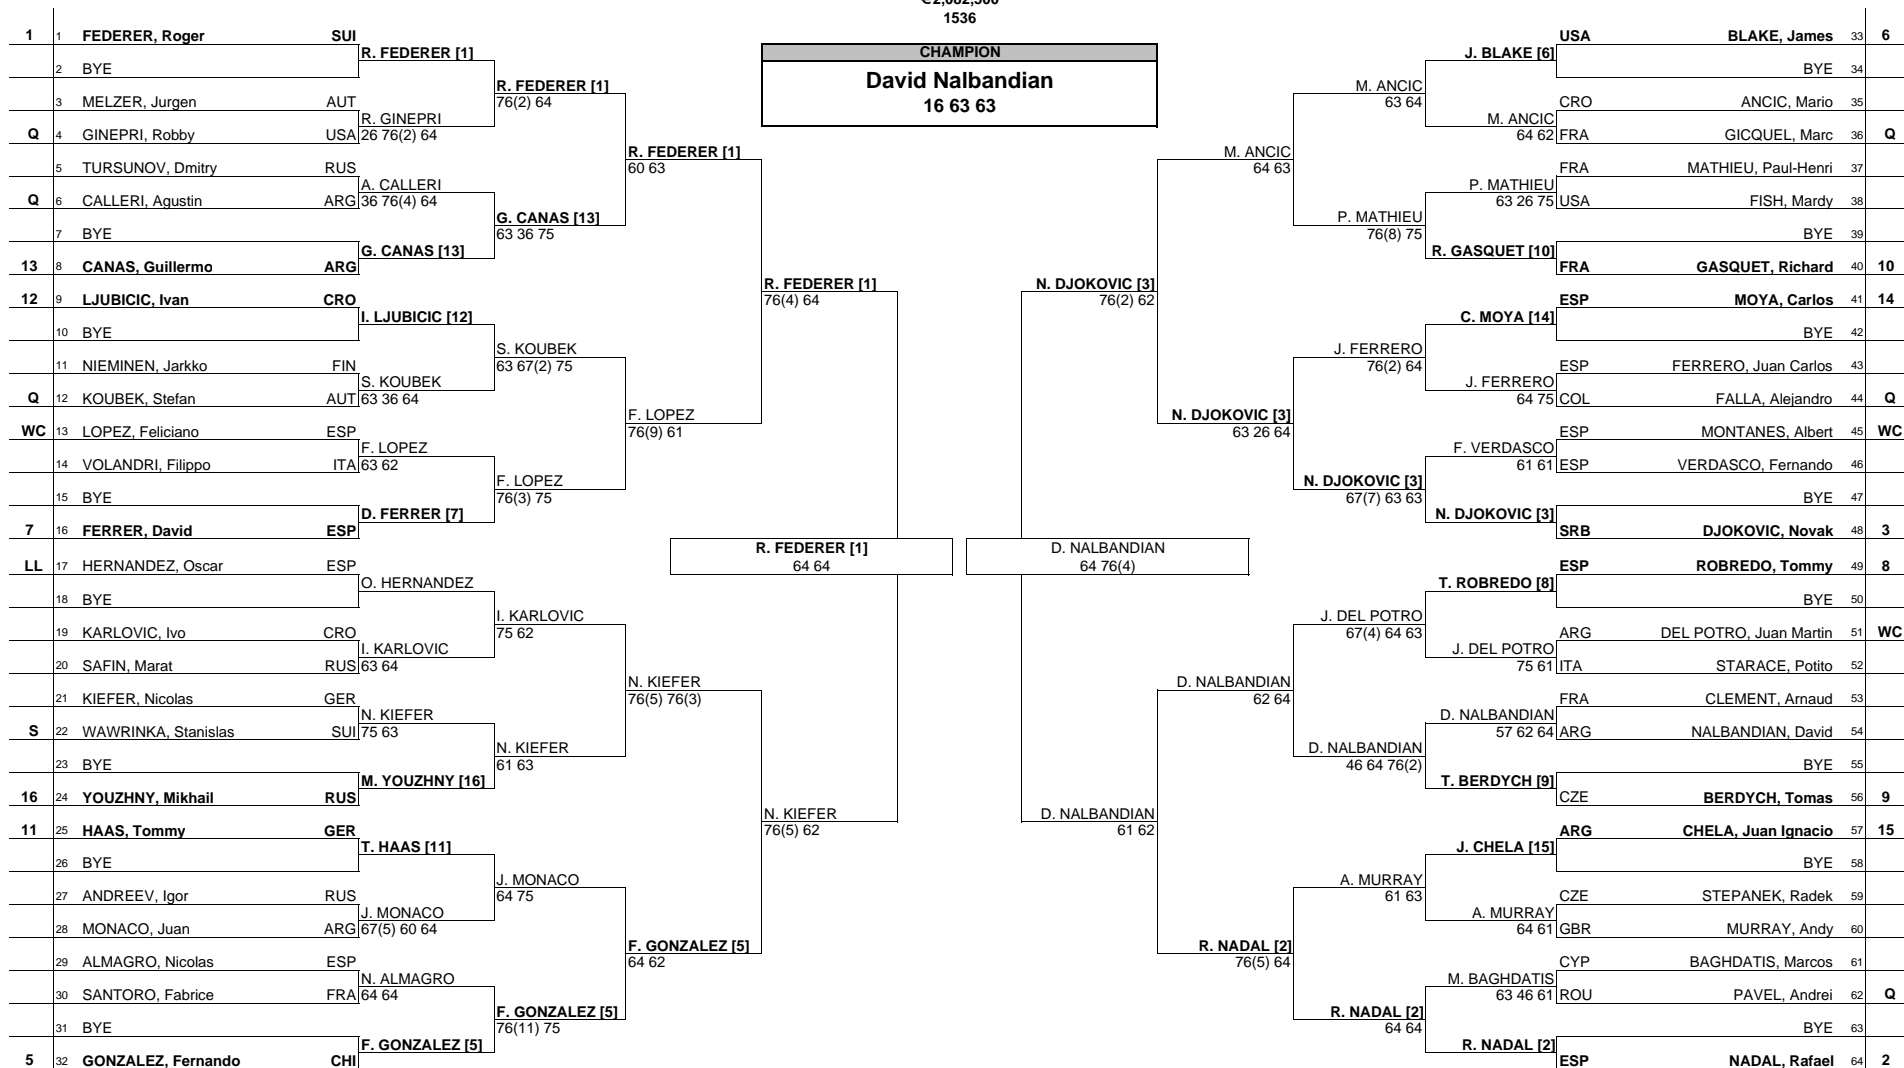 €2,082,500
1536
CHAMPION
David Nalbandian
16 63 63
1 1 FEDERER, Roger SUI
R. FEDERER [1]
2 BYE
R. FEDERER [1]
76(2) 64
3 MELZER, Jurgen AUT
R. GINEPRI
Q 4 GINEPRI, Robby USA 26 76(2) 64
R. FEDERER [1]
60 63
5 TURSUNOV, Dmitry RUS
A. CALLERI
Q 6 CALLERI, Agustin ARG 36 76(4) 64
G. CANAS [13]
63 36 75
7 BYE
G. CANAS [13]
13 8 CANAS, Guillermo ARG
R. FEDERER [1]
76(4) 64
12 9 LJUBICIC, Ivan CRO
I. LJUBICIC [12]
10 BYE
S. KOUBEK
63 67(2) 75
11 NIEMINEN, Jarkko FIN
S. KOUBEK
Q 12 KOUBEK, Stefan AUT 63 36 64
F. LOPEZ
76(9) 61
WC 13 LOPEZ, Feliciano ESP
F. LOPEZ
14 VOLANDRI, Filippo ITA 63 62
F. LOPEZ
76(3) 75
15 BYE
D. FERRER [7]
7 16 FERRER, David ESP
R. FEDERER [1]
64 64
LL 17 HERNANDEZ, Oscar ESP
O. HERNANDEZ
18 BYE
I. KARLOVIC
75 62
19 KARLOVIC, Ivo CRO
I. KARLOVIC
20 SAFIN, Marat RUS 63 64
N. KIEFER
76(5) 76(3)
21 KIEFER, Nicolas GER
N. KIEFER
S 22 WAWRINKA, Stanislas SUI 75 63
N. KIEFER
61 63
23 BYE
M. YOUZHNY [16]
16 24 YOUZHNY, Mikhail RUS
N. KIEFER
76(5) 62
11 25 HAAS, Tommy GER
T. HAAS [11]
26 BYE
J. MONACO
64 75
27 ANDREEV, Igor RUS
J. MONACO
28 MONACO, Juan ARG 67(5) 60 64
F. GONZALEZ [5]
64 62
29 ALMAGRO, Nicolas ESP
N. ALMAGRO
30 SANTORO, Fabrice FRA 64 64
F. GONZALEZ [5]
76(11) 75
31 BYE
F. GONZALEZ [5]
5 32 GONZALEZ, Fernando CHI
USA BLAKE, James 33 6
J. BLAKE [6]
BYE 34
M. ANCIC
63 64
CRO ANCIC, Mario 35
M. ANCIC
64 62 FRA GICQUEL, Marc 36 Q
M. ANCIC
64 63
FRA MATHIEU, Paul-Henri 37
P. MATHIEU
63 26 75 USA FISH, Mardy 38
P. MATHIEU
76(8) 75
BYE 39
R. GASQUET [10]
FRA GASQUET, Richard 40 10
N. DJOKOVIC [3]
76(2) 62
ESP MOYA, Carlos 41 14
C. MOYA [14]
BYE 42
J. FERRERO
76(2) 64
ESP FERRERO, Juan Carlos 43
J. FERRERO
64 75 COL FALLA, Alejandro 44 Q
N. DJOKOVIC [3]
63 26 64
ESP MONTANES, Albert 45 WC
F. VERDASCO
61 61 ESP VERDASCO, Fernando 46
N. DJOKOVIC [3]
67(7) 63 63
BYE 47
N. DJOKOVIC [3]
SRB DJOKOVIC, Novak 48 3
D. NALBANDIAN
64 76(4)
ESP ROBREDO, Tommy 49 8
T. ROBREDO [8]
BYE 50
J. DEL POTRO
67(4) 64 63
ARG DEL POTRO, Juan Martin 51 WC
J. DEL POTRO
75 61 ITA STARACE, Potito 52
D. NALBANDIAN
62 64
FRA CLEMENT, Arnaud 53
D. NALBANDIAN
57 62 64 ARG NALBANDIAN, David 54
D. NALBANDIAN
46 64 76(2)
BYE 55
T. BERDYCH [9]
CZE BERDYCH, Tomas 56 9
D. NALBANDIAN
61 62
ARG CHELA, Juan Ignacio 57 15
J. CHELA [15]
BYE 58
A. MURRAY
61 63
CZE STEPANEK, Radek 59
A. MURRAY
64 61 GBR MURRAY, Andy 60
R. NADAL [2]
76(5) 64
CYP BAGHDATIS, Marcos 61
M. BAGHDATIS
63 46 61 ROU PAVEL, Andrei 62 Q
R. NADAL [2]
64 64
BYE 63
R. NADAL [2]
ESP NADAL, Rafael 64 2